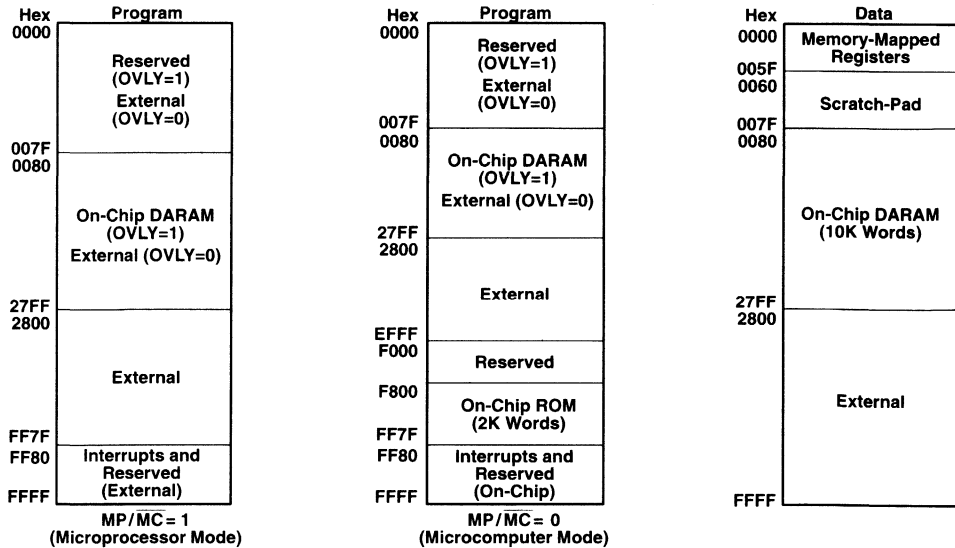 Hex Program
0000
Reserved
(OVLY=1)
External
(OVLY=0)
007F
0080
On-Chip DARAM
(OVLY=1)
External (OVLY=0)
27FF
2800
External
FF7F
FF80
Interrupts and
Reserved
(External)
FFFF
MP/MC = 1
(Microprocessor Mode)
Hex Program
0000
Reserved
(OVLY=1)
External
(OVLY=0)
007F
0080
On-Chip DARAM
(OVLY=1)
External (OVLY=0)
27FF
2800
External
EFFF
F000
Reserved
F800
On-Chip ROM
(2K Words)
FF7F
FF80
Interrupts and
Reserved
(On-Chip)
FFFF
MP/MC = 0
(Microcomputer Mode)
Hex Data
0000
Memory-Mapped
Registers
005F
0060
Scratch-Pad
007F
0080
On-Chip DARAM
(10K Words)
27FF
2800
External
FFFF